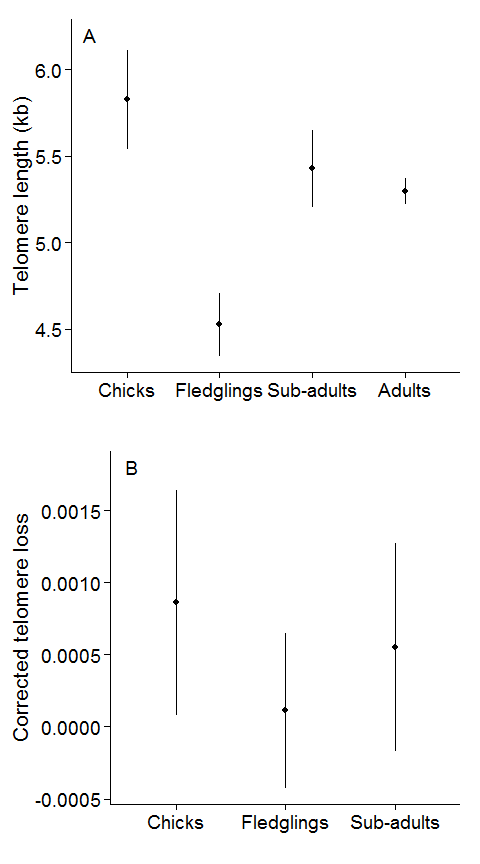 A
Telomere length (kb)
6.0
5.5
5.0
4.5
Chicks Fledglings Sub-adults Adults
B
Corrected telomere loss
0.0015
0.0010
0.0005
0.0000
-0.0005
Chicks Fledglings Sub-adults